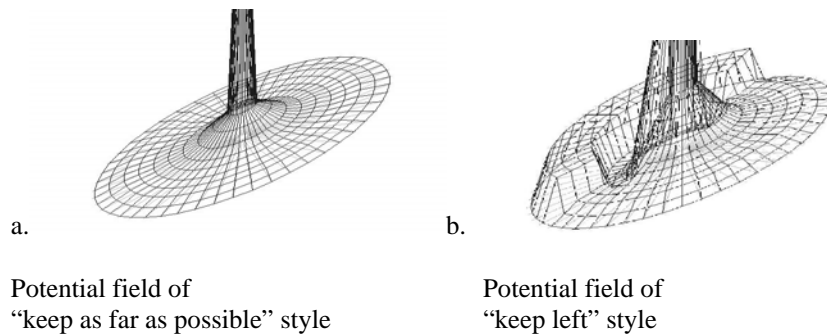 a.
b.
Potential field of
“keep as far as possible” style
Potential field of
“keep left” style